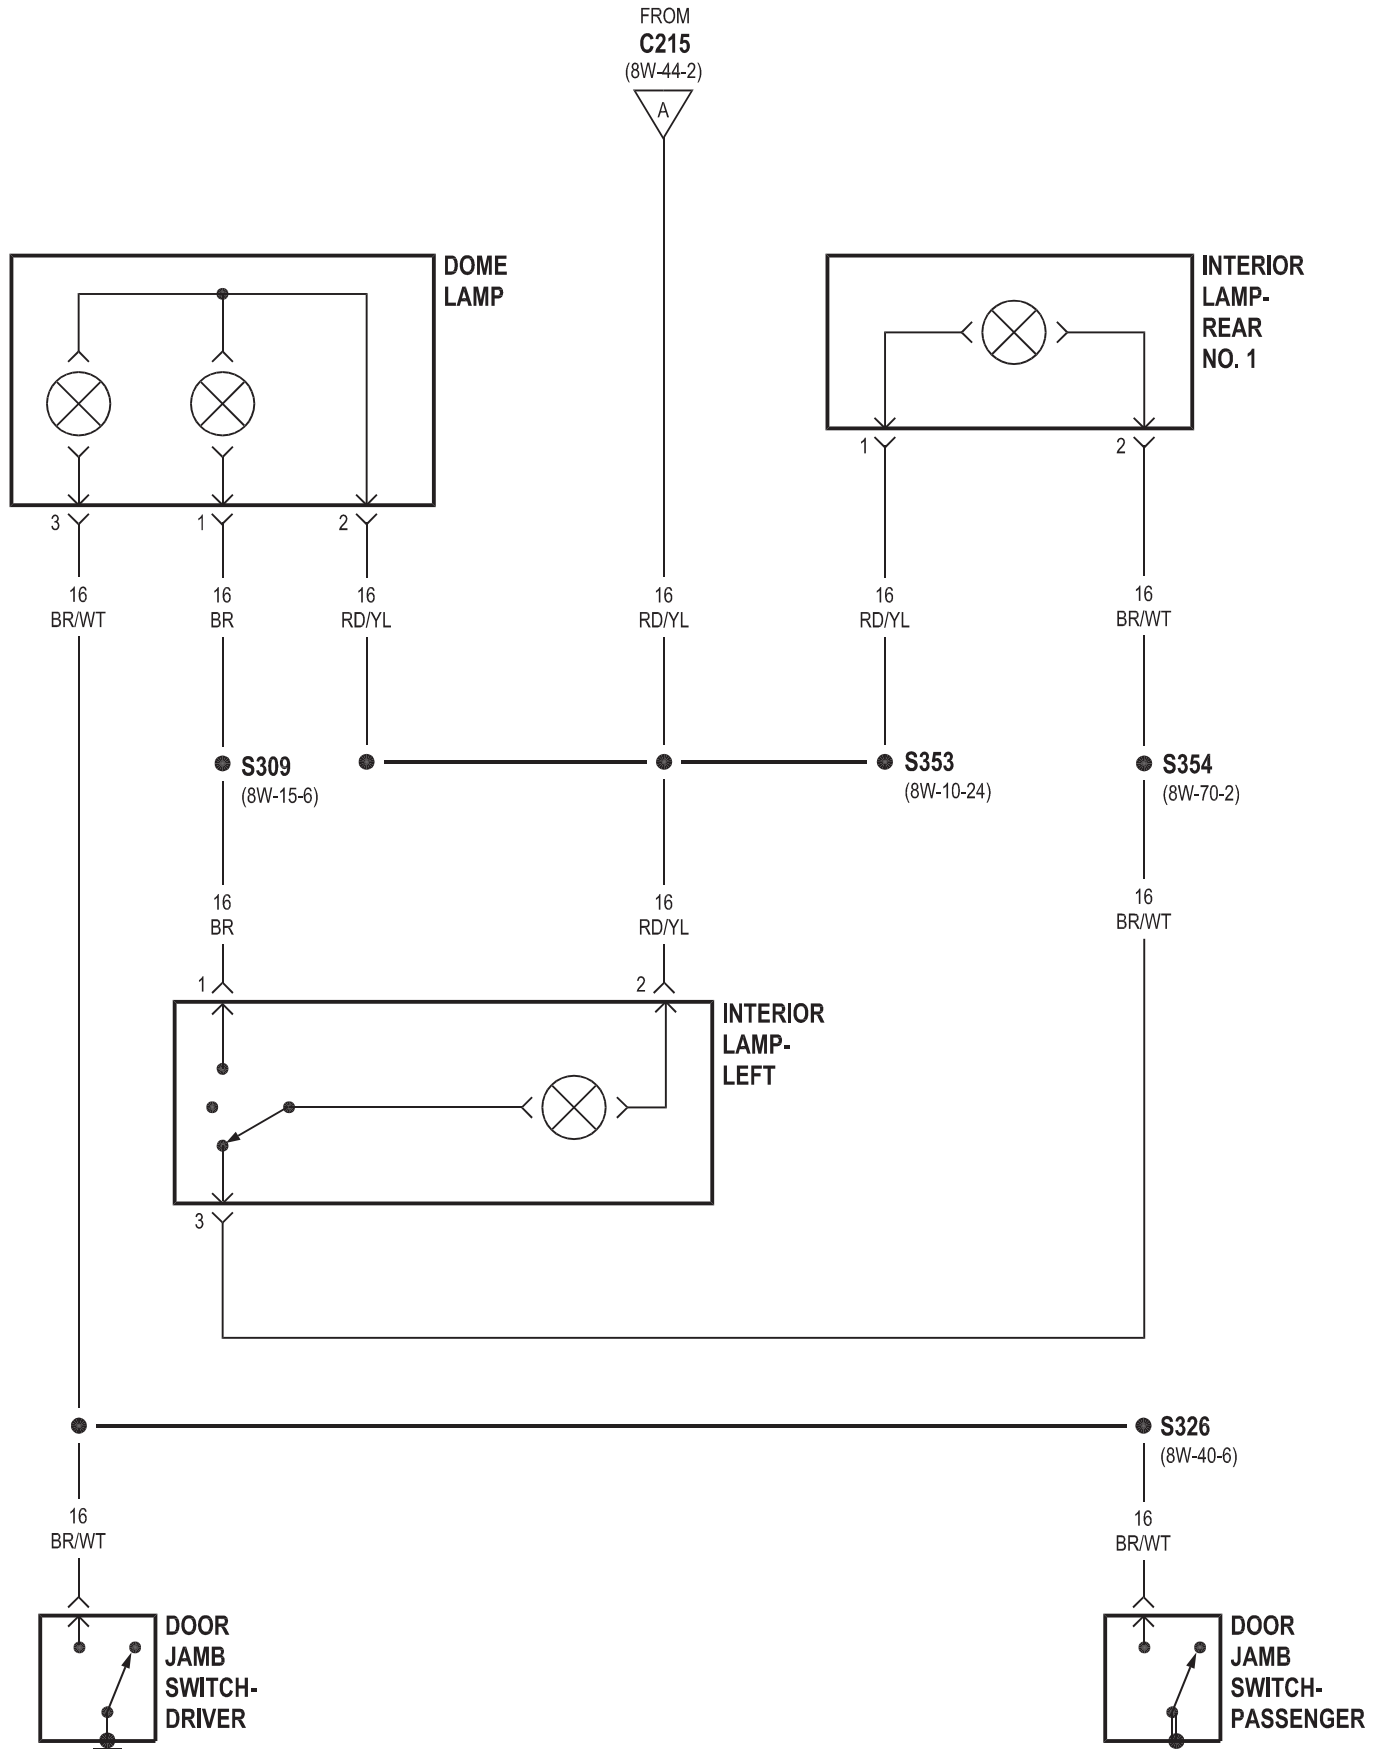 FROM
C215
(8W-44-2)
A
DOME
LAMP
INTERIOR
LAMP-
REAR
NO. 1
3
1
2
1
2
16
BR/WT
16
BR
16
RD/YL
16
RD/YL
16
RD/YL
16
BR/WT
S309
(8W-15-6)
S353
(8W-10-24)
S354
(8W-70-2)
16
BR
16
RD/YL
16
BR/WT
1
2
INTERIOR
LAMP-
LEFT
3
S326
(8W-40-6)
16
BR/WT
16
BR/WT
DOOR
JAMB
SWITCH-
DRIVER
DOOR
JAMB
SWITCH-
PASSENGER